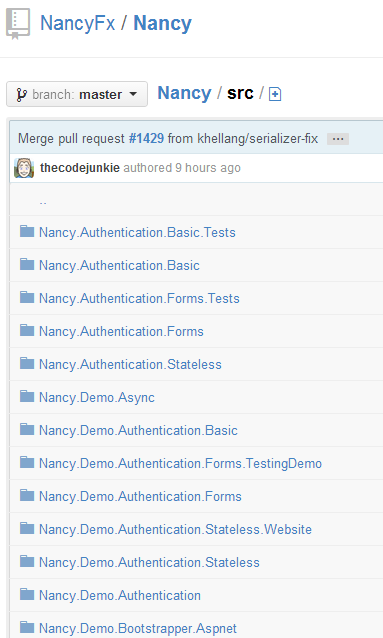 NancyFx / Nancy
branch: master Nancy / src /
Merge pull request #1429 from khellang/serializer-fix ...
thecodejunkie authored 9 hours ago
..
Nancy.Authentication.Basic.Tests
Nancy.Authentication.Basic
Nancy.Authentication.Forms.Tests
Nancy.Authentication.Forms
Nancy.Authentication.Stateless
Nancy.Demo.Async
Nancy.Demo.Authentication.Basic
Nancy.Demo.Authentication.Forms.TestingDemo
Nancy.Demo.Authentication.Forms
Nancy.Demo.Authentication.Stateless.Website
Nancy.Demo.Authentication.Stateless
Nancy.Demo.Authentication
Nancy.Demo.Bootstrapper.Aspnet